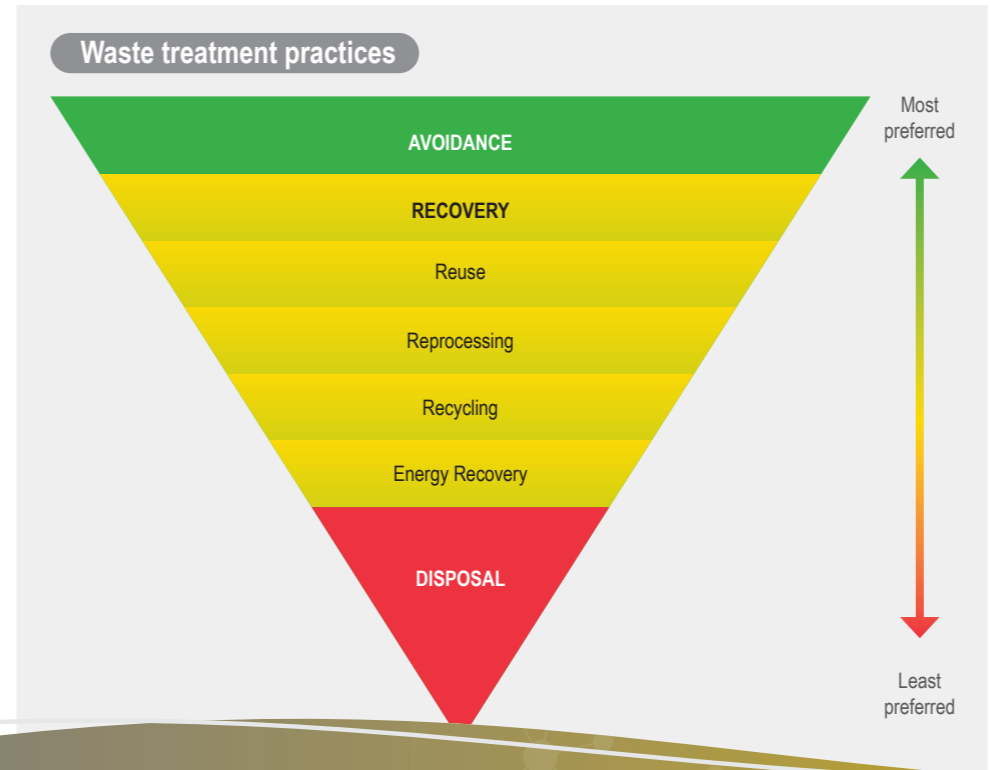 Waste treatment practices
Most
preferred
AVOIDANCE
RECOVERY
Reuse
Reprocessing
Recycling
Energy Recovery
DISPOSAL
Least
preferred